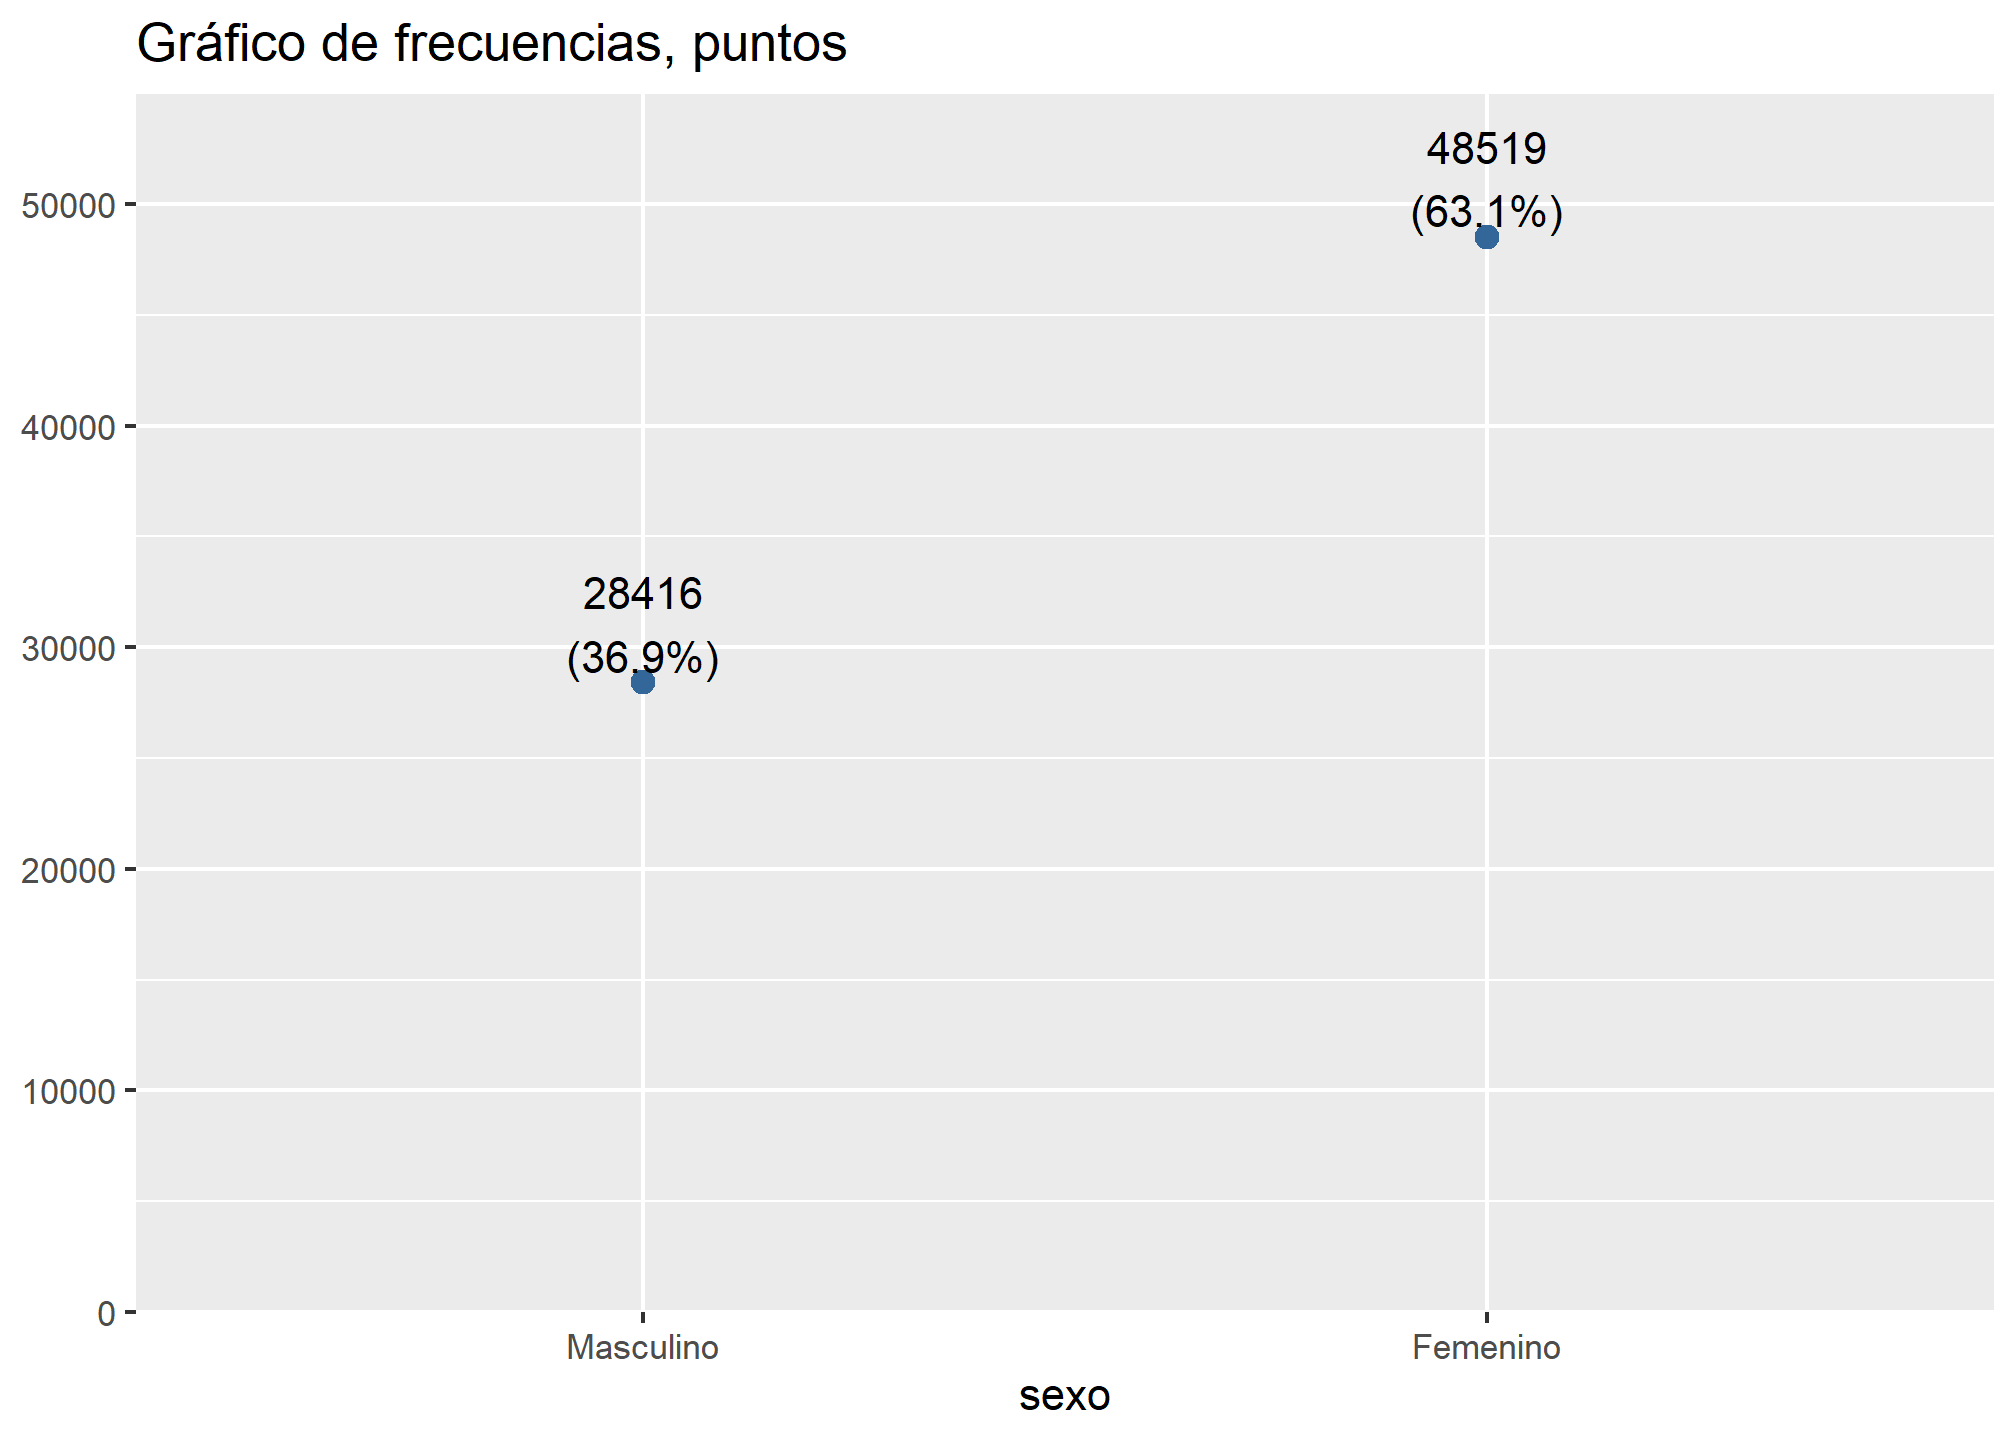 Gráfico de frecuencias, puntos
48519
(63.1%)
50000
40000
28416
(36.9%)
30000
20000
10000
0
Masculino
Femenino
sexo